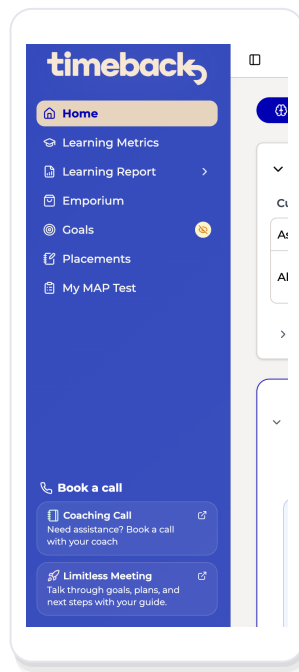 timeback
Home
Learning Metrics
Learning Report
Emporium
Goals
Placements
My MAP Test
Book a call
Coaching Call
Need assistance? Book a call
with your coach
Limitless Meeting
Talk through goals, plans, and
next steps with your guide.